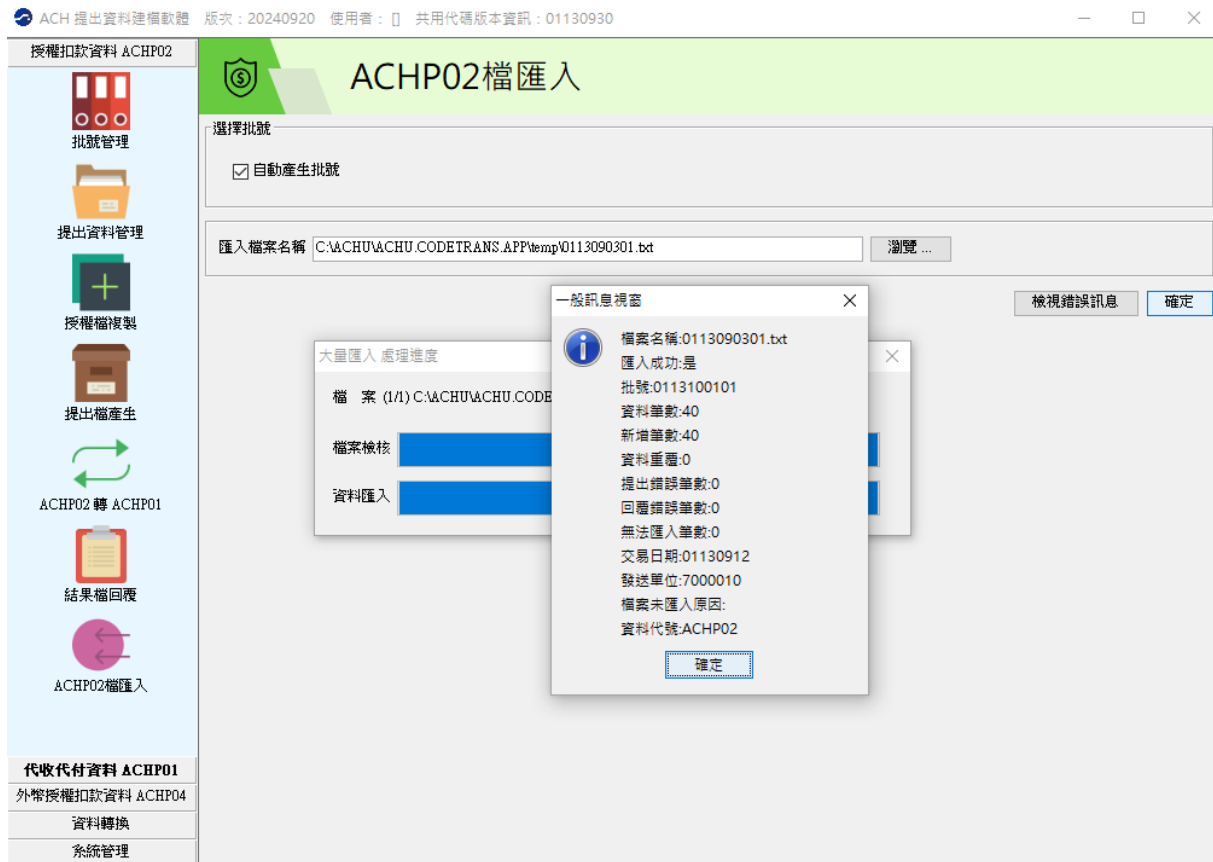 ACH 提出資料建檔軟體 版次：20240920 使用者：[] 共用代碼版本資訊：01130930
授權扣款資料 ACHP02
批號管理
提出資料管理
授權檔複製
提出檔產生
ACHP02 轉 ACHP01
結果檔回覆
ACHP02檔匯入
代收代付資料 ACHP01
外幣授權扣款資料 ACHP04
資料轉換
系統管理
ACHP02檔匯入
選擇批號
自動產生批號
匯入檔案名稱 C:\ACHU\ACHU.CODETRANS.APP\temp\0113090301.txt 瀏覽 ...
檢視錯誤訊息 確定
大量匯入 處理進度
檔 案 (1/1) C:\ACHU\ACHU.CODE
檔案檢核
資料匯入
一般訊息視窗
檔案名稱:0113090301.txt
匯入成功:是
批號:0113100101
資料筆數:40
新增筆數:40
資料重覆:0
提出錯誤筆數:0
回覆錯誤筆數:0
無法匯入筆數:0
交易日期:01130912
發送單位:7000010
檔案未匯入原因:
資料代號:ACHP02
確定